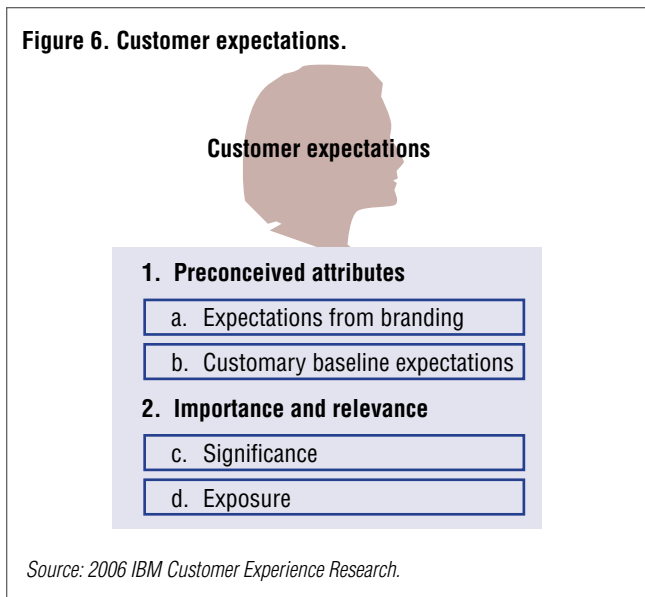 Figure 6. Customer expectations.
Customer expectations
1. Preconceived attributes
a. Expectations from branding
b. Customary baseline expectations
2. Importance and relevance
c. Significance
d. Exposure
Source: 2006 IBM Customer Experience Research.